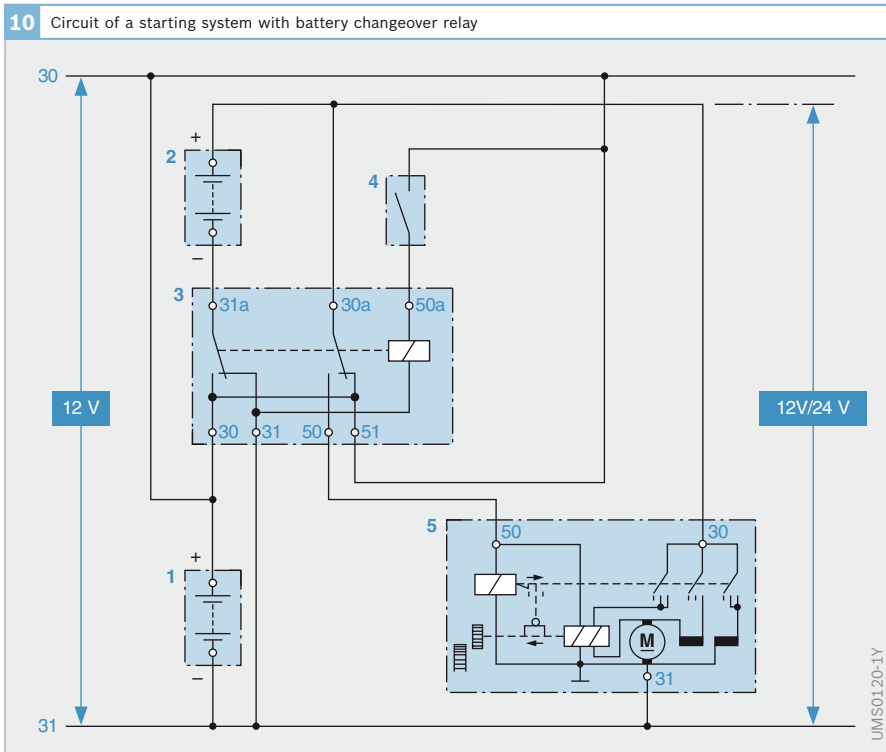 10 Circuit of a starting system with battery changeover relay
30
+
2
4
−
3
31a
30a
50a
12 V
12V/24 V
30
31
50
51
5
50
30
+
1
M
−
31
31
UMS0120-1Y